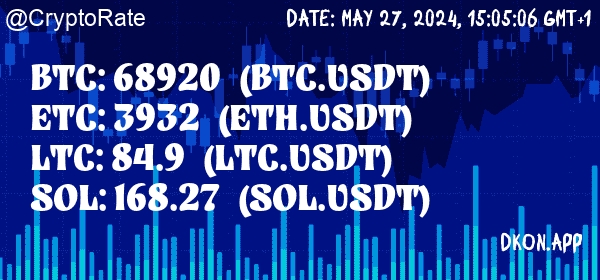 @CryptoRate
DATE: MAY 27, 2024, 15:05:06 GMT+1
BTC: 68920 (BTC.USDT)
ETC: 3932 (ETH.USDT)
LTC: 84.9 (LTC.USDT)
SOL: 168.27 (SOL.USDT)
DKON.APP